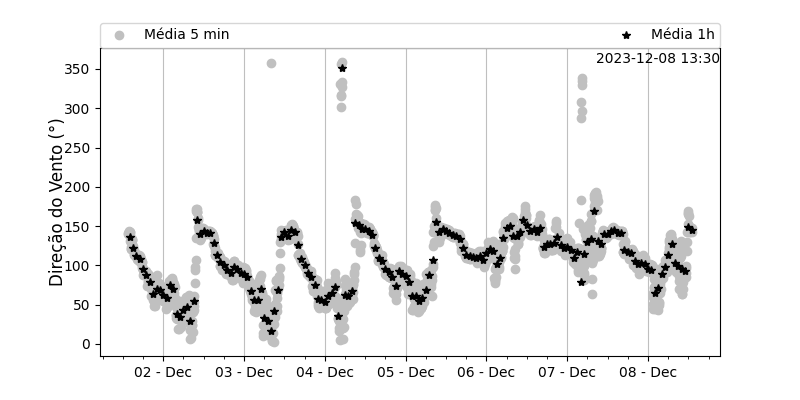 Média 5 min
Média 1h
2023-12-08 13:30
Direção do Vento (°)
350
300
250
200
150
100
50
0
02 - Dec
03 - Dec
04 - Dec
05 - Dec
06 - Dec
07 - Dec
08 - Dec